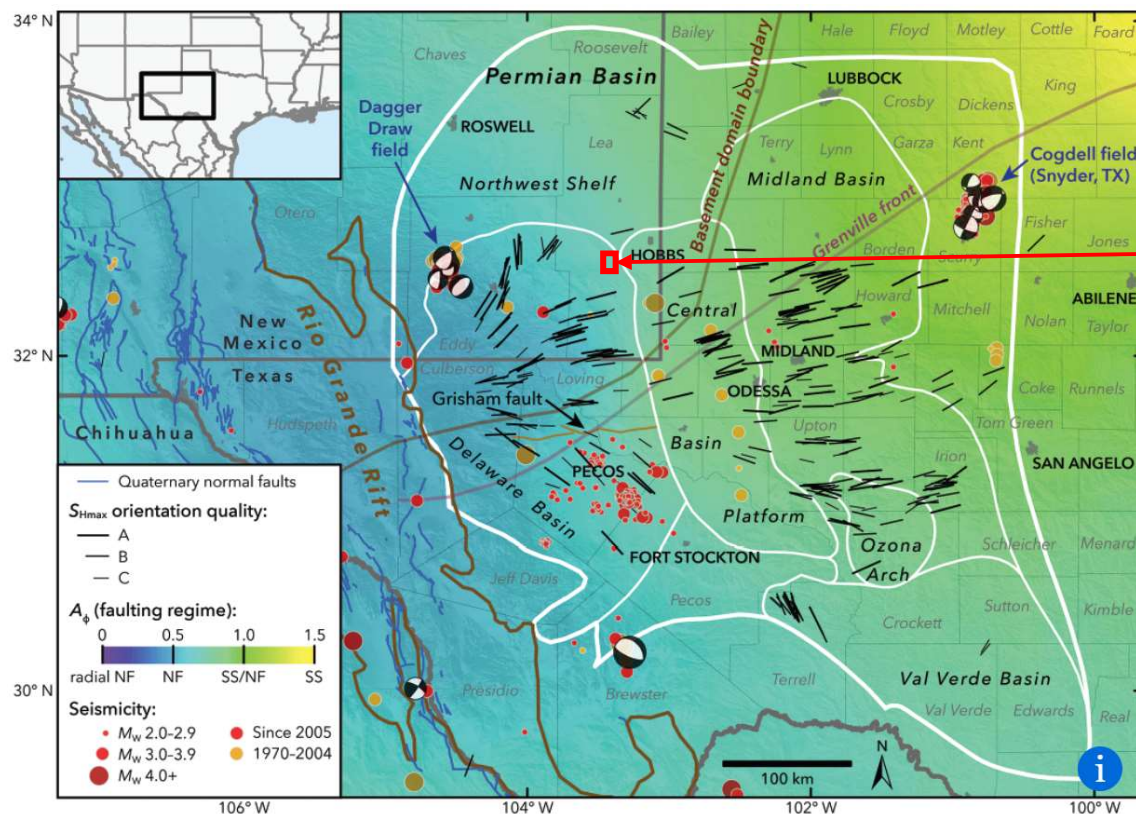 34° N
32° N
30° N
106° W
104° W
102° W
100° W
Chaves
Roosevelt
Bailey
Hale
Floyd
Motley
Cottle
Foard
Permian Basin
LUBBOCK
Dagger
Draw
field
ROSWELL
Lea
Basement domain boundary
Crosby
Dickens
King
Terry
Lynn
Garza
Kent
Cogdell field
(Snyder, TX)
Northwest Shelf
Midland Basin
Grenville front
Otero
Fisher
HOBBS
Borden
Scurry
Jones
ABILENE
New
Mexico
Texas
Rio Grande Rift
Eddy
Culberson
Central
Howard
Mitchell
Nolan
Taylor
Loving
MIDLAND
Grisham fault
ODESSA
Coke
Runnels
Chihuahua
Hudspeth
Delaware Basin
PECOS
Basin
Upton
Tom Green
Irion
SAN ANGELO
Platform
FORT STOCKTON
Ozona
Arch
Schleicher
Menard
Jeff Davis
Pecos
Crockett
Sutton
Kimble
Presidio
Brewster
Terrell
Val Verde Basin
Val Verde
Edwards
Real
Quaternary normal faults
SHmax orientation quality:
A
B
C
Aϕ (faulting regime):
0 0.5 1.0 1.5
radial NF NF SS/NF SS
Seismicity:
Mw 2.0-2.9
Mw 3.0-3.9
Mw 4.0+
Since 2005
1970-2004
N
100 km
i